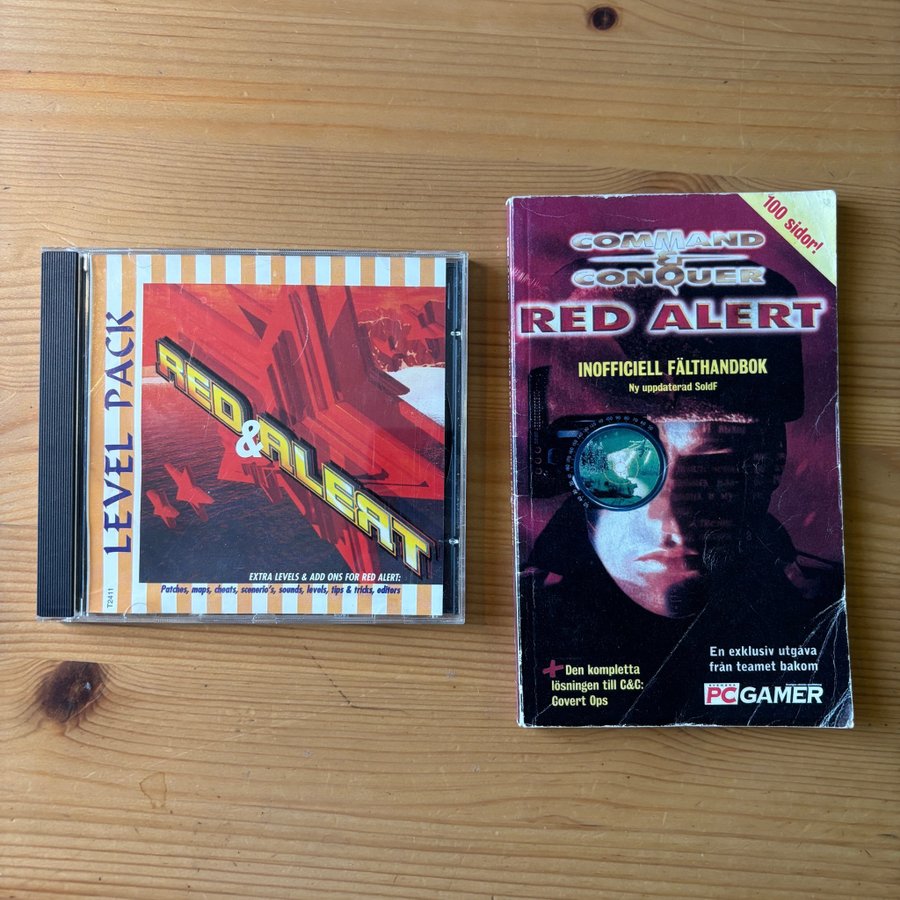 LEVEL PACK
RED
&
ALERT
EXTRA LEVELS & ADD ONS FOR RED ALERT:
Patches, maps, cheats, scenerio's, sounds, levels, tips & tricks, editors
T2411
100 sidor!
COMMAND
&
CONQUER
RED ALERT
INOFFICIELL FÄLTHANDBOK
Ny uppdaterad SoldF
+ Den kompletta
lösningen till C&C:
Covert Ops
En exklusiv utgåva
från teamet bakom
PC GAMER